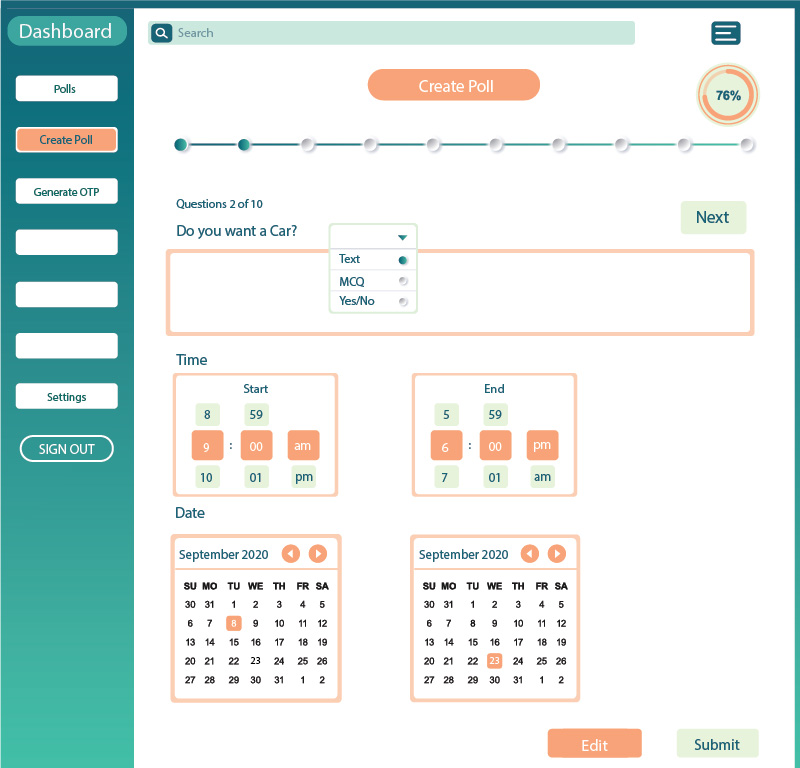 Dashboard
Search
Polls
Create Poll
Generate OTP
Settings
SIGN OUT
Create Poll
76%
Questions 2 of 10
Do you want a Car?
Next
Text
MCQ
Yes/No
Time
Start
8 59
9 : 00 am
10 01 pm
End
5 59
6 : 00 pm
7 01 am
Date
September 2020
SU MO TU WE TH FR SA
30 31 1 2 3 4 5
6 7 8 9 10 11 12
13 14 15 16 17 18 19
20 21 22 23 24 25 26
27 28 29 30 31 1 2
September 2020
SU MO TU WE TH FR SA
30 31 1 2 3 4 5
6 7 8 9 10 11 12
13 14 15 16 17 18 19
20 21 22 23 24 25 26
27 28 29 30 31 1 2
Edit
Submit